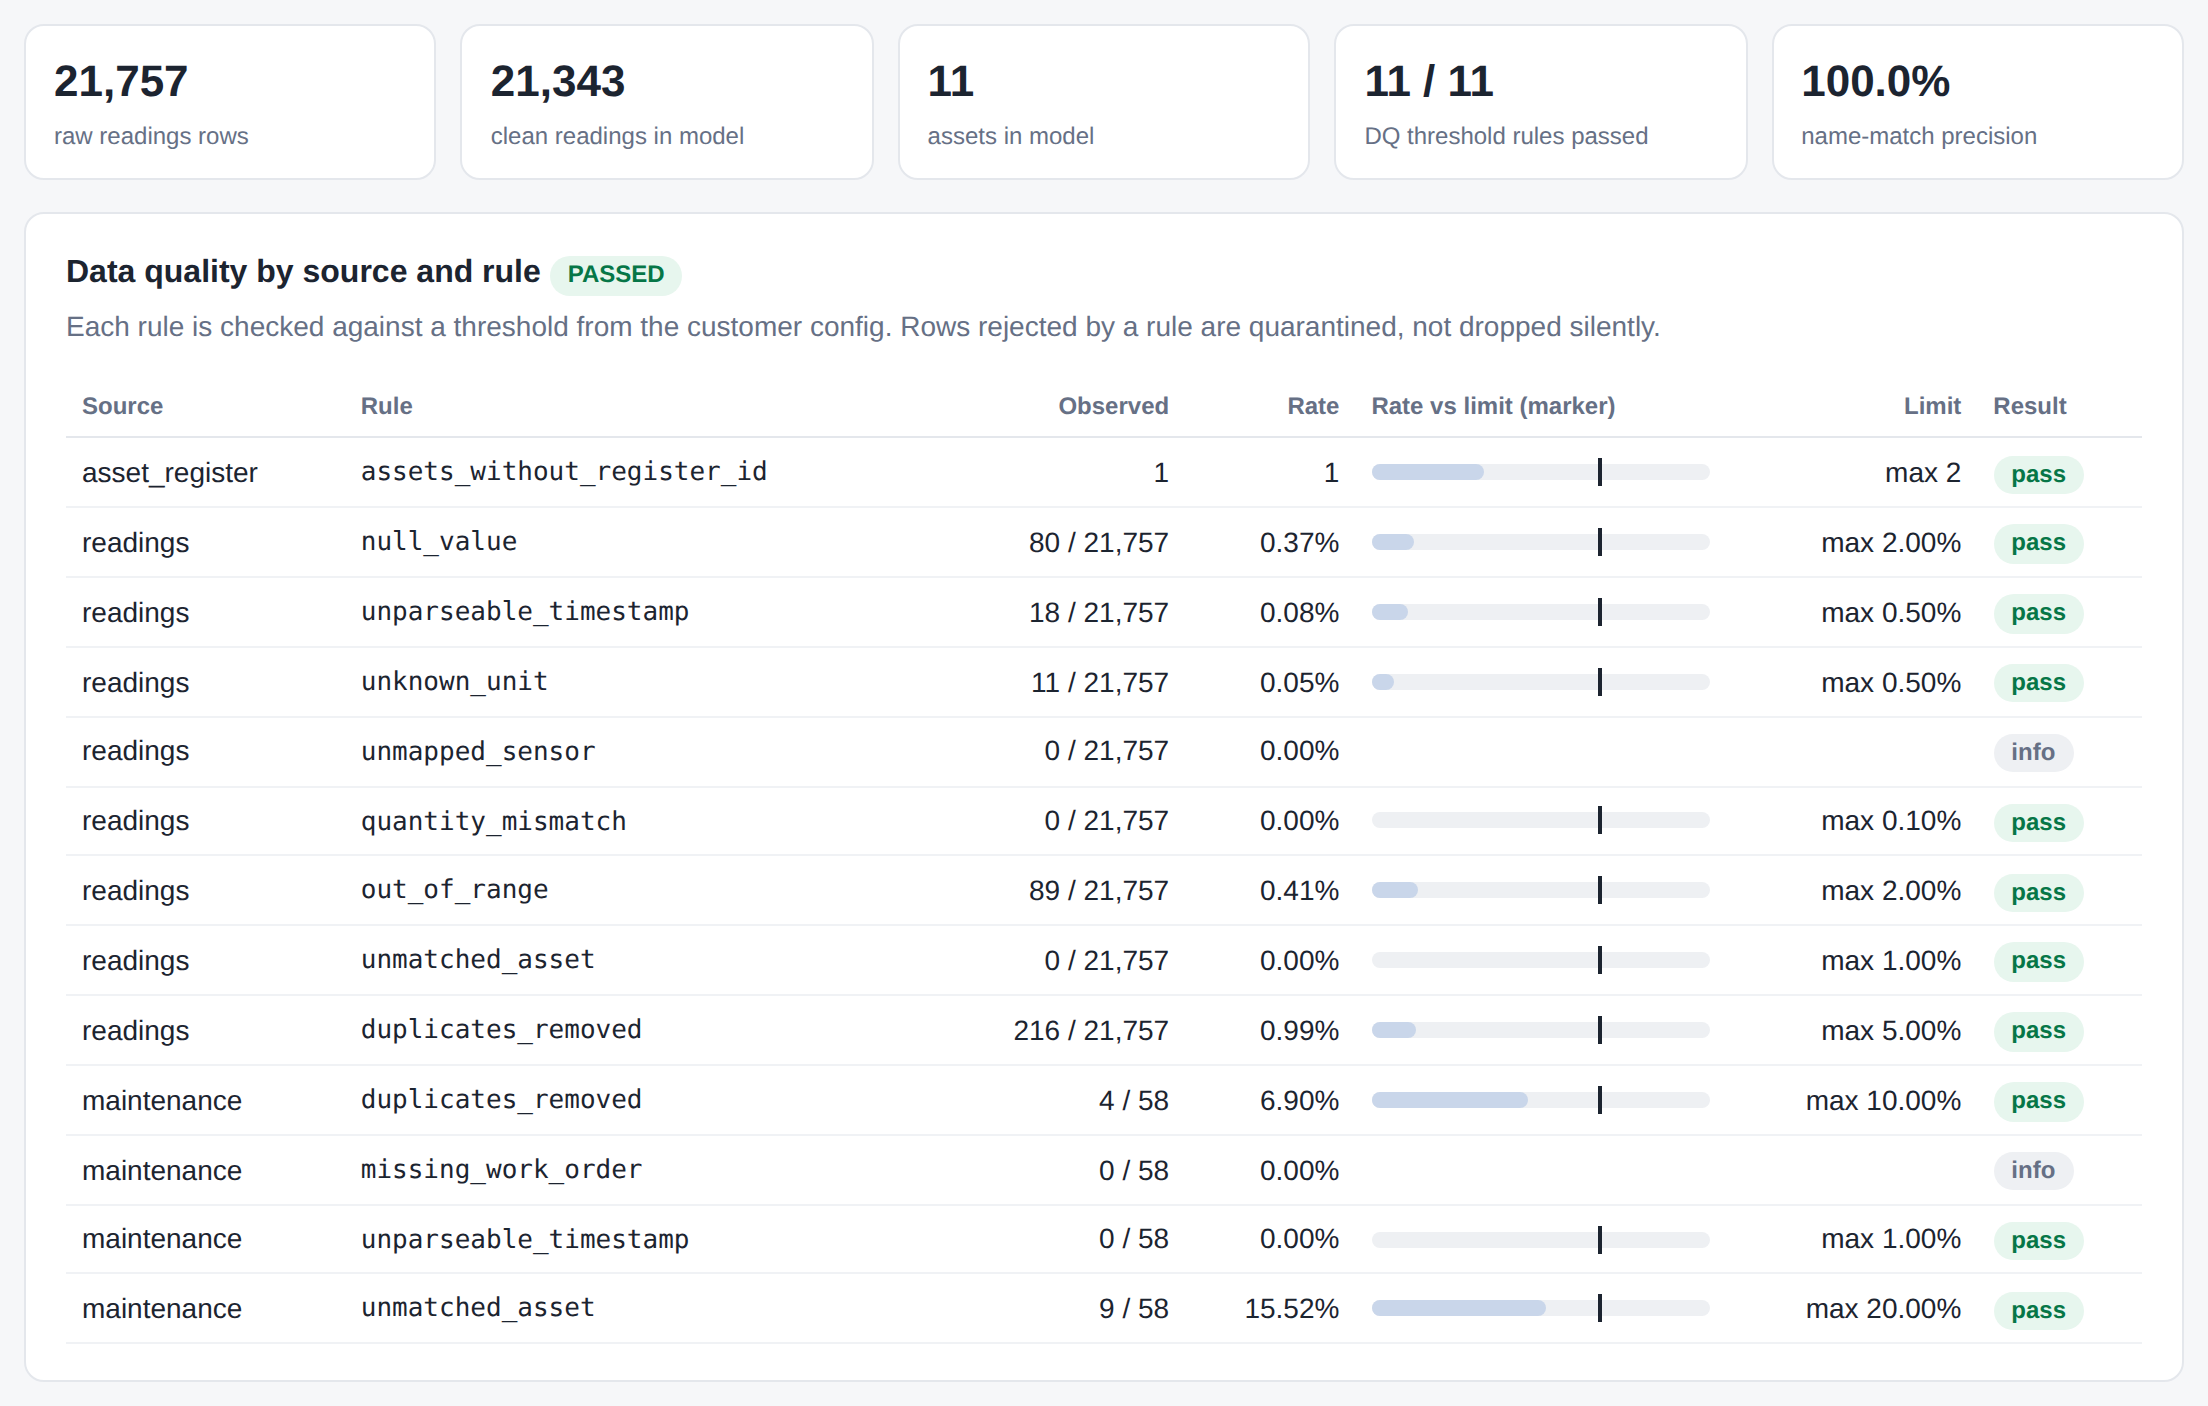 21,757
raw readings rows
21,343
clean readings in model
11
assets in model
11 / 11
DQ threshold rules passed
100.0%
name-match precision
Data quality by source and rule PASSED
Each rule is checked against a threshold from the customer config. Rows rejected by a rule are quarantined, not dropped silently.
Source Rule Observed Rate Rate vs limit (marker) Limit Result
asset_register assets_without_register_id 1 1 max 2 pass
readings null_value 80 / 21,757 0.37% max 2.00% pass
readings unparseable_timestamp 18 / 21,757 0.08% max 0.50% pass
readings unknown_unit 11 / 21,757 0.05% max 0.50% pass
readings unmapped_sensor 0 / 21,757 0.00% info
readings quantity_mismatch 0 / 21,757 0.00% max 0.10% pass
readings out_of_range 89 / 21,757 0.41% max 2.00% pass
readings unmatched_asset 0 / 21,757 0.00% max 1.00% pass
readings duplicates_removed 216 / 21,757 0.99% max 5.00% pass
maintenance duplicates_removed 4 / 58 6.90% max 10.00% pass
maintenance missing_work_order 0 / 58 0.00% info
maintenance unparseable_timestamp 0 / 58 0.00% max 1.00% pass
maintenance unmatched_asset 9 / 58 15.52% max 20.00% pass